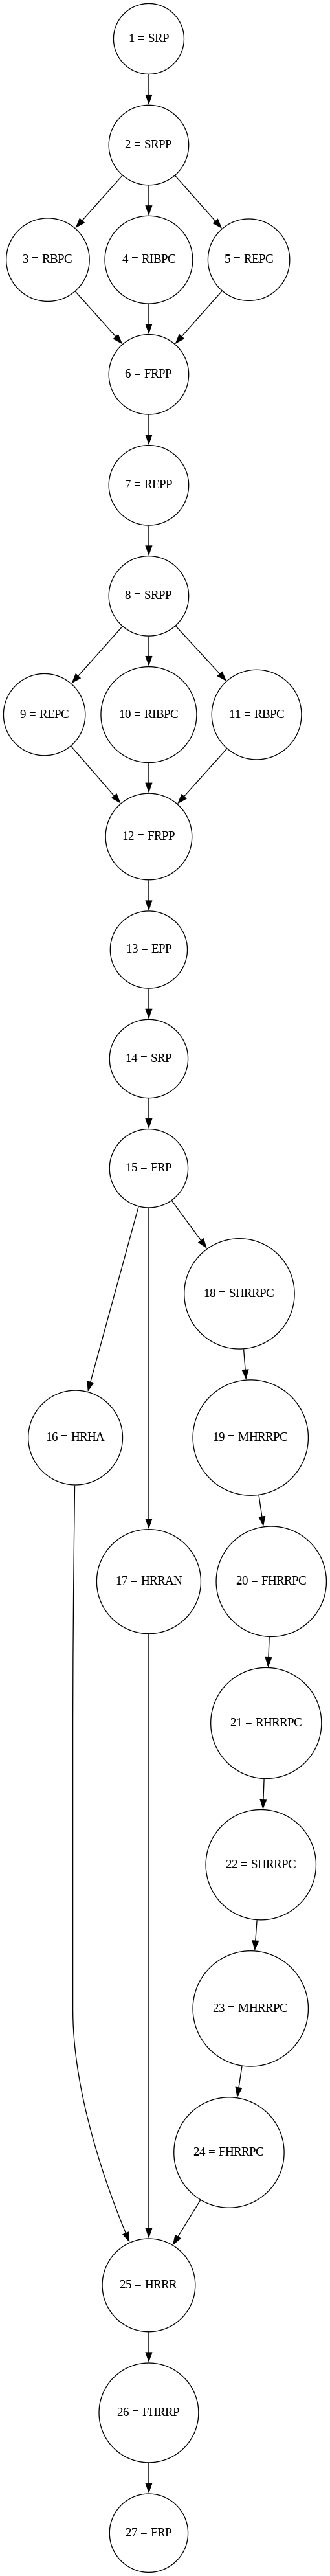 1 = SRP
2 = SRPP
3 = RBPC
4 = RIBPC
5 = REPC
6 = FRPP
7 = REPP
8 = SRPP
9 = REPC
10 = RIBPC
11 = RBPC
12 = FRPP
13 = EPP
14 = SRP
15 = FRP
18 = SHRRPC
16 = HRHA
19 = MHRRPC
17 = HRRAN
20 = FHRRPC
21 = RHRRPC
22 = SHRRPC
23 = MHRRPC
24 = FHRRPC
25 = HRRR
26 = FHRRP
27 = FRP